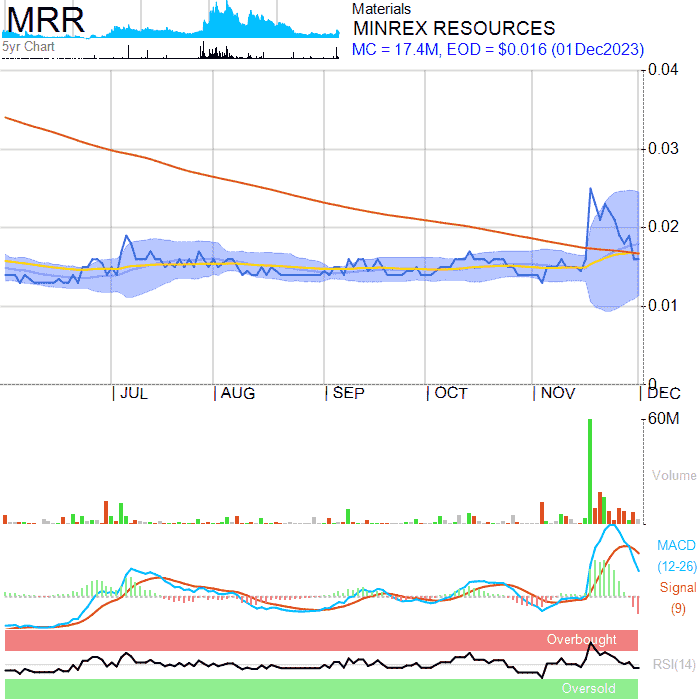 MRR
5yr Chart
Materials
MINREX RESOURCES
MC = 17.4M, EOD = $0.016 (01Dec2023)
0.04
0.03
0.02
0.01
0
JUL AUG SEP OCT NOV DEC
60M
Volume
MACD
(12-26)
Signal
(9)
Overbought
RSI(14)
Oversold